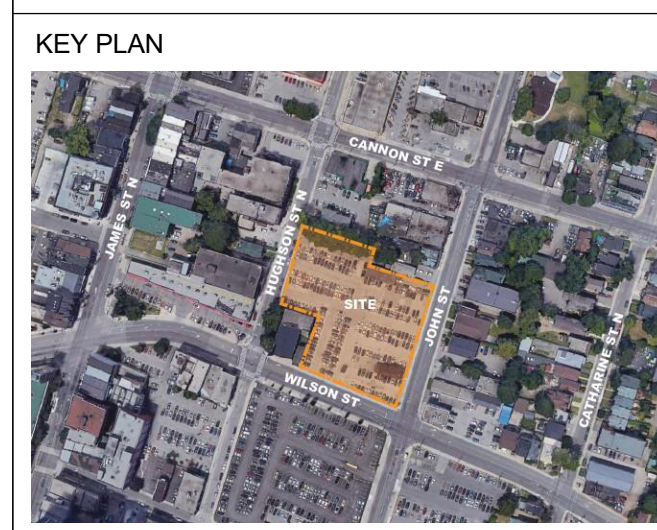 KEY PLAN
CANNON ST E
JAMES ST N
HUGHSON ST N
SITE
JOHN ST
CATHARINE ST N
WILSON ST